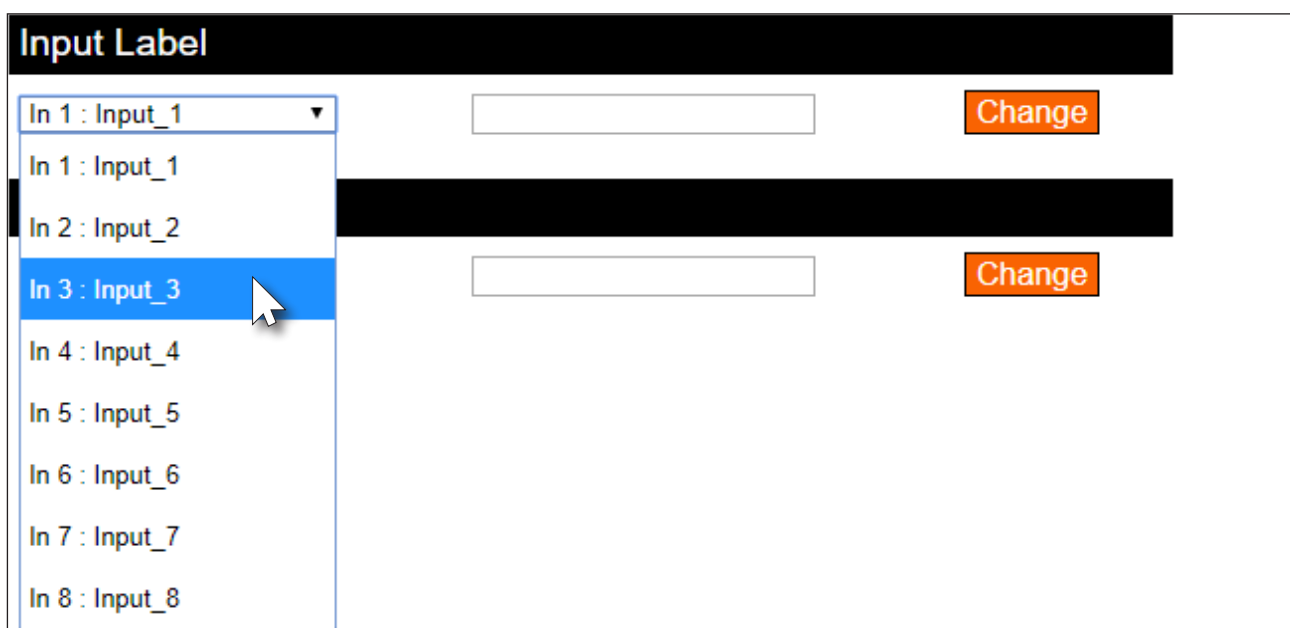 Input Label
In 1 : Input_1 Change
In 1 : Input_1
In 2 : Input_2
In 3 : Input_3 Change
In 4 : Input_4
In 5 : Input_5
In 6 : Input_6
In 7 : Input_7
In 8 : Input_8